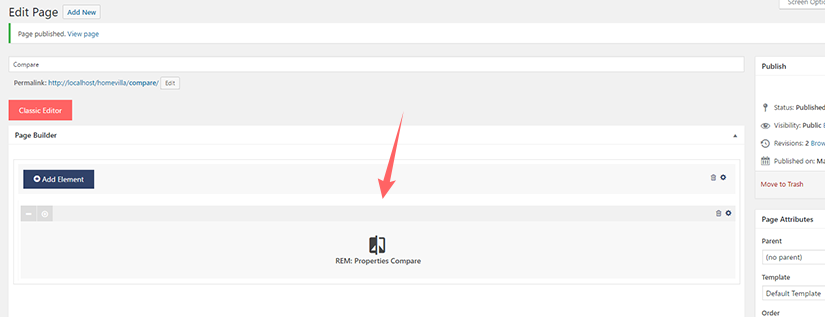 Screen Optio
Edit Page Add New
Page published. View page
Compare
Permalink: http://localhost/homevilla/compare/ Edit
Classic Editor
Page Builder
Add Element
REM: Properties Compare
Publish
Status: Published
Visibility: Public
Revisions: 2 Brow
Published on: Ma
Move to Trash
Page Attributes
Parent
(no parent)
Template
Default Template
Order